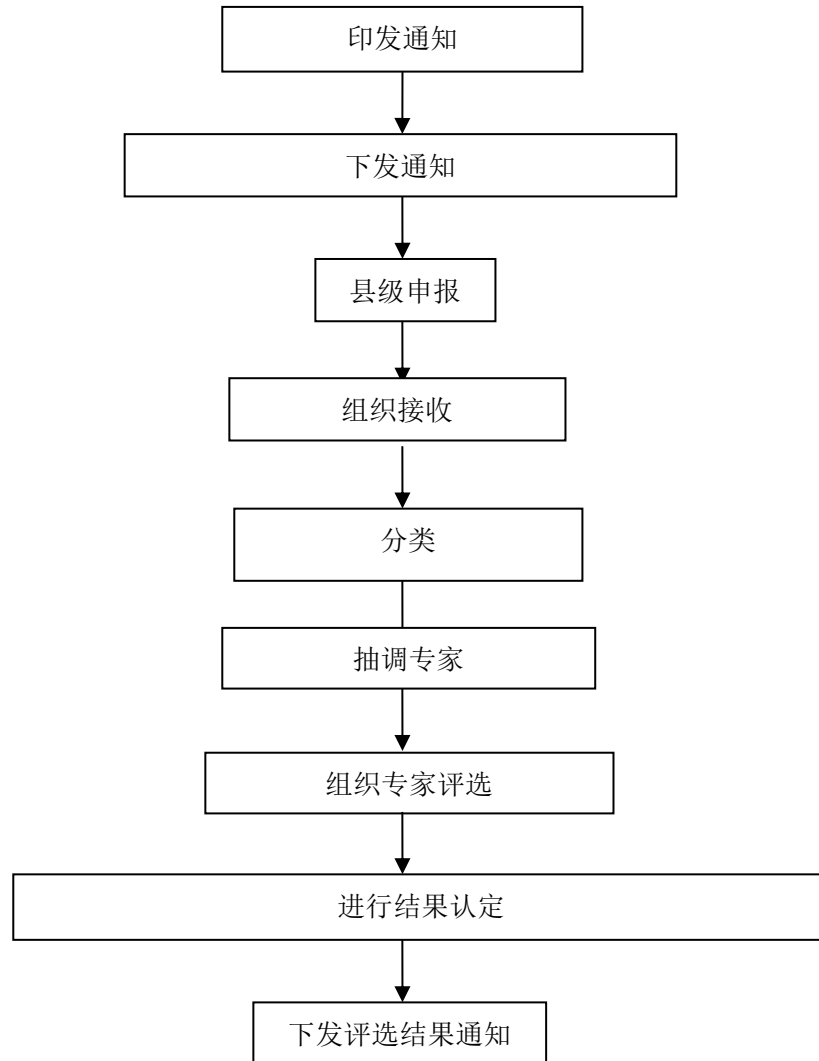 印发通知
下发通知
县级申报
组织接收
分类
抽调专家
组织专家评选
进行结果认定
下发评选结果通知